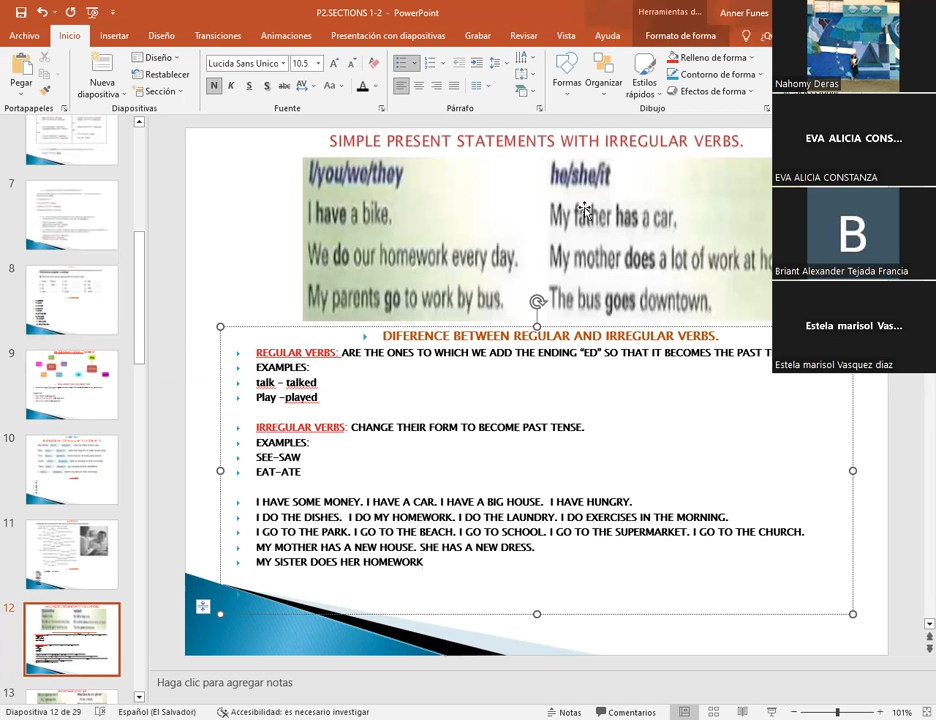 P2.SECTIONS 1-2 - PowerPoint
Herramientas d...
Anner Funes
Archivo Inicio Insertar Diseño Transiciones Animaciones Presentación con diapositivas Grabar Revisar Vista Ayuda Formato de forma
Pegar
Nueva diapositiva
Diseño
Restablecer
Sección
Lucida Sans Unico 10.5
N K S abc AV Aa A
Formas Organizar Estilos rápidos
Relleno de forma
Contorno de forma
Efectos de forma
Portapapeles Diapositivas Fuente Párrafo Dibujo
Nahomy Deras
EVA ALICIA CONS...
EVA ALICIA CONSTANZA
B
Briant Alexander Tejada Francia
Estela marisol Vas...
Estela marisol Vasquez diaz
7
8
9
10
11
12
13
SIMPLE PRESENT STATEMENTS WITH IRREGULAR VERBS.
I/you/we/they he/she/it
I have a bike. My father has a car.
We do our homework every day. My mother does a lot of work at
My parents go to work by bus. The bus goes downtown.
DIFERENCE BETWEEN REGULAR AND IRREGULAR VERBS.
REGULAR VERBS: ARE THE ONES TO WHICH WE ADD THE ENDING “ED” SO THAT IT BECOMES THE PAST T
EXAMPLES:
talk – talked
Play –played
IRREGULAR VERBS: CHANGE THEIR FORM TO BECOME PAST TENSE.
EXAMPLES:
SEE-SAW
EAT-ATE
I HAVE SOME MONEY. I HAVE A CAR. I HAVE A BIG HOUSE. I HAVE HUNGRY.
I DO THE DISHES. I DO MY HOMEWORK. I DO THE LAUNDRY. I DO EXERCISES IN THE MORNING.
I GO TO THE PARK. I GO TO THE BEACH. I GO TO SCHOOL. I GO TO THE SUPERMARKET. I GO TO THE CHURCH.
MY MOTHER HAS A NEW HOUSE. SHE HAS A NEW DRESS.
MY SISTER DOES HER HOMEWORK
Haga clic para agregar notas
Diapositiva 12 de 29 Español (El Salvador) Accesibilidad: es necesario investigar Notas Comentarios 101%